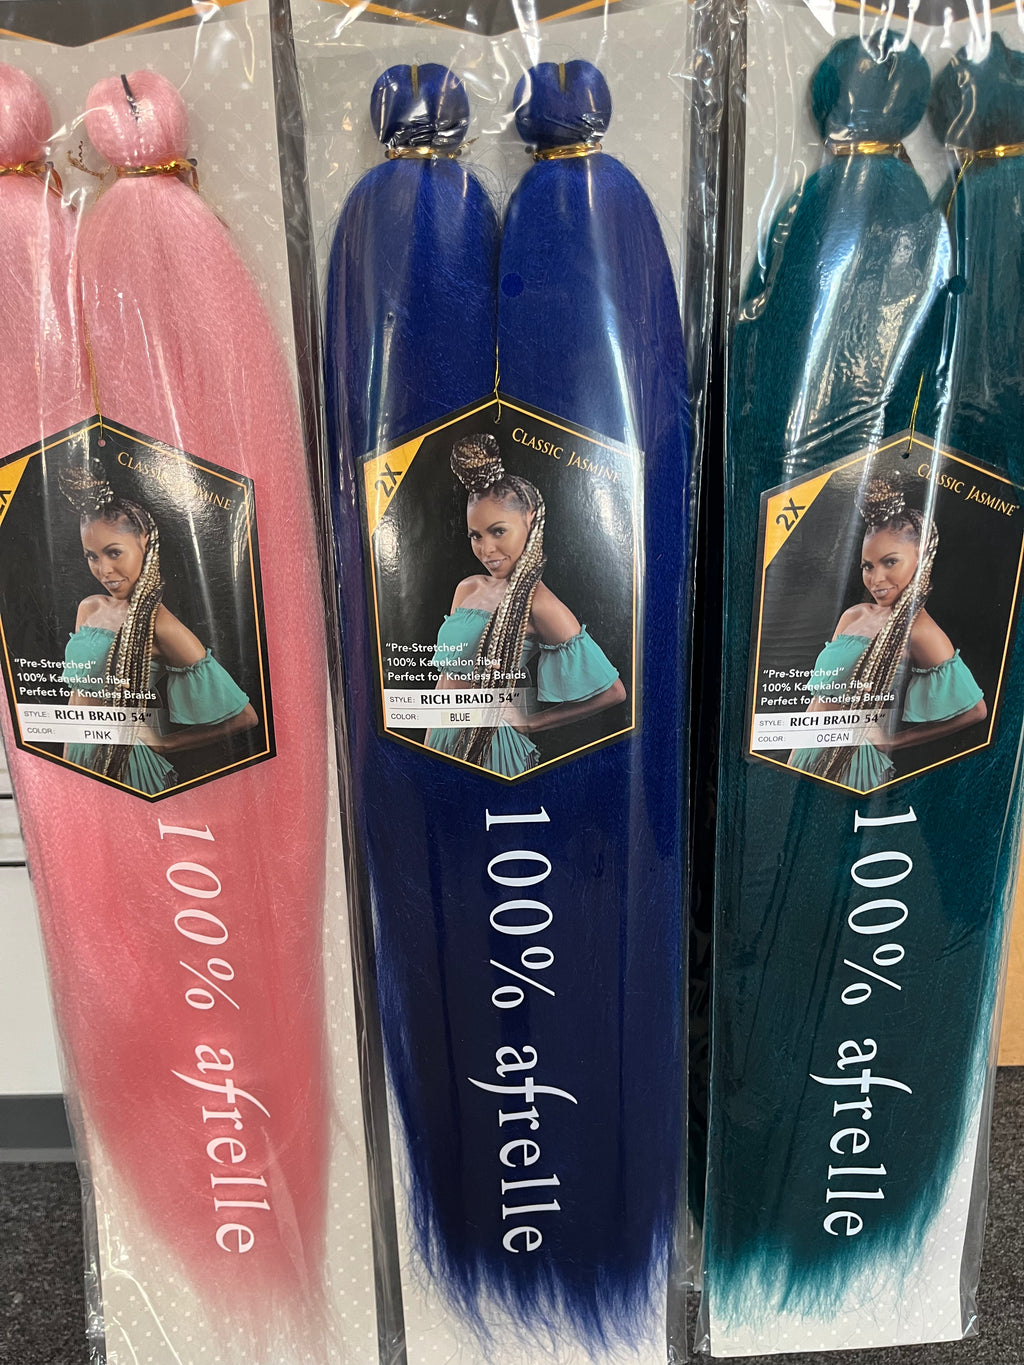 2X
CLASSIC JASMINE
"Pre-Stretched"
100% Kanekalon fiber
Perfect for Knotless Braids
STYLE: RICH BRAID 54"
COLOR: PINK
100% afrelle
2X
CLASSIC JASMINE
"Pre-Stretched"
100% Kanekalon fiber
Perfect for Knotless Braids
STYLE: RICH BRAID 54"
COLOR: BLUE
100% afrelle
2X
CLASSIC JASMINE
"Pre-Stretched"
100% Kanekalon fiber
Perfect for Knotless Braids
STYLE: RICH BRAID 54"
COLOR: OCEAN
100% afrelle